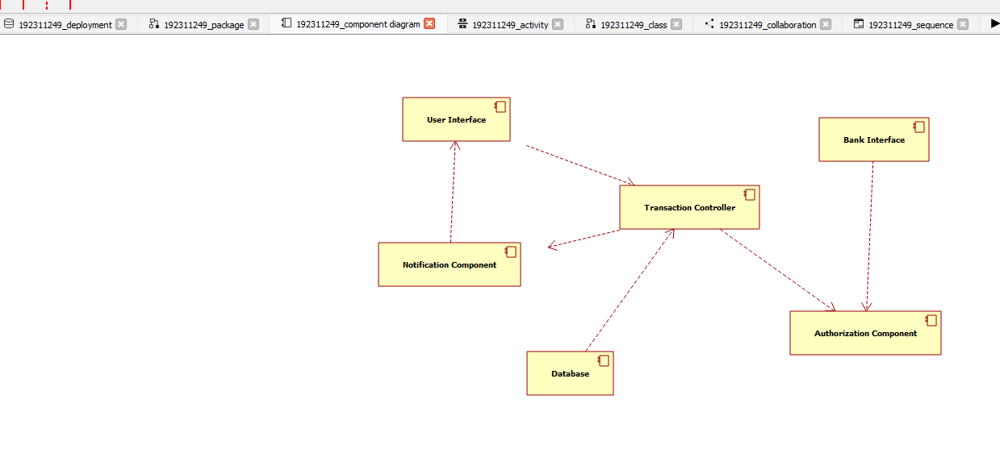 192311249_deployment
192311249_package
192311249_component diagram
192311249_activity
192311249_class
192311249_collaboration
192311249_sequence
User Interface
Bank Interface
Transaction Controller
Notification Component
Authorization Component
Database